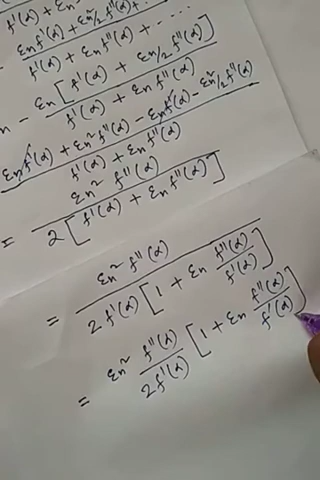 f'(α) + εn
εn f'(α) + εn²/2 f''(α) + ...
f'(α) + εn f''(α) + .....
n - εn [f'(α) + εn/2 f''(α)]
f'(α) + εn f''(α)
εn f'(α) + εn² f''(α) - εn f'(α) - εn²/2 f''(α)
f'(α) + εn f''(α)
= εn² f''(α)
2[f'(α) + εn f''(α)]
= εn² f''(α)
2f'(α) [1 + εn f''(α)/f'(α)]
= εn² f''(α)/2f'(α) [1 + εn f''(α)/f'(α)]